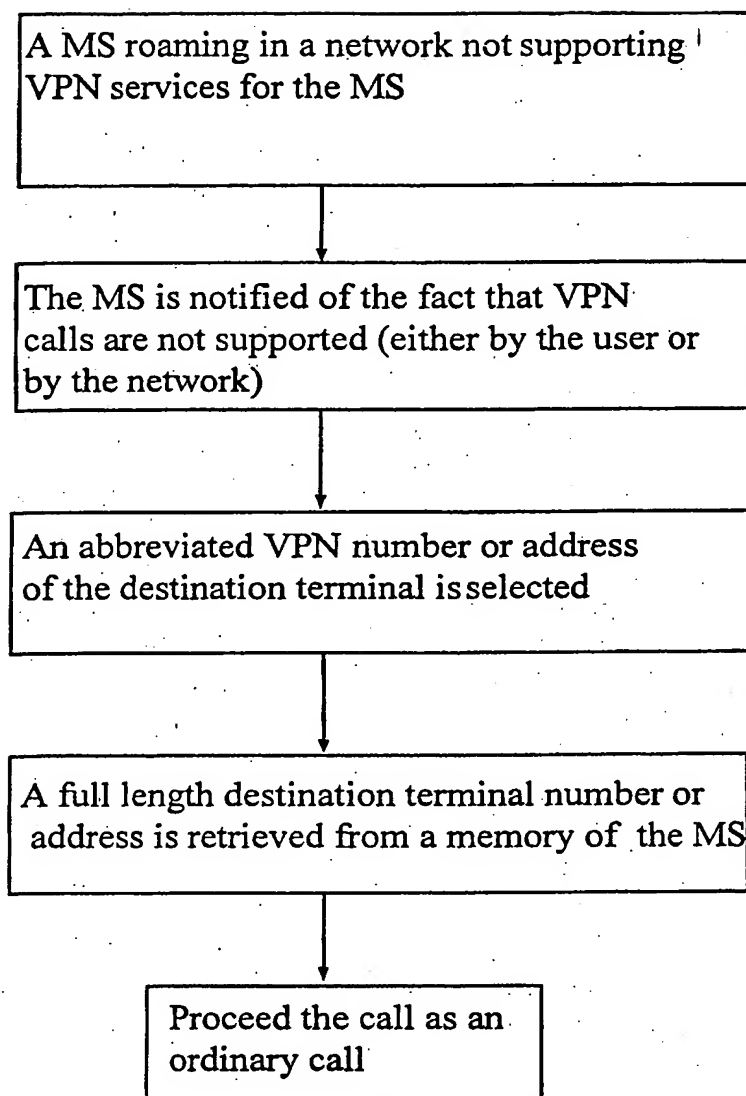 A MS roaming in a network not supporting
VPN services for the MS
The MS is notified of the fact that VPN
calls are not supported (either by the user or
by the network)
An abbreviated VPN number or address
of the destination terminal is selected
A full length destination terminal number or
address is retrieved from a memory of the MS
Proceed the call as an
ordinary call